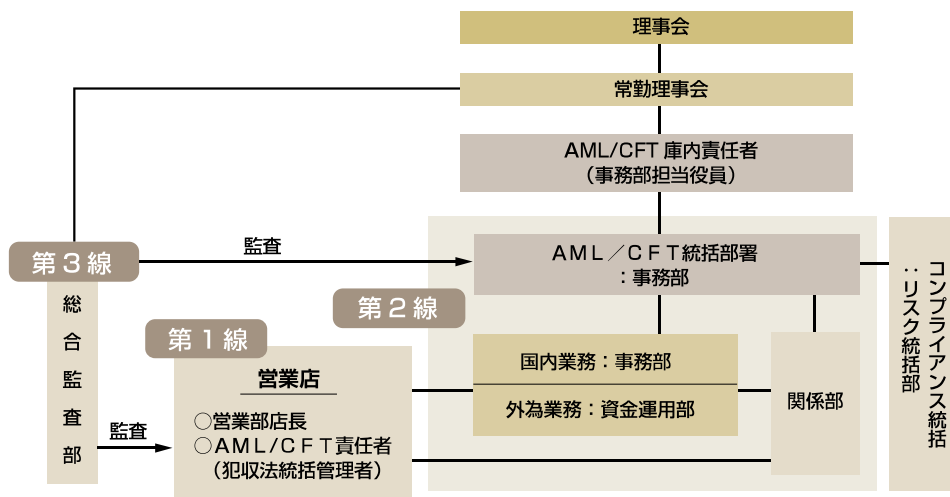 理事会
常勤理事会
AML/CFT 庫内責任者
（事務部担当役員）
第３線
監査
ＡＭＬ／ＣＦＴ統括部署
：事務部
コンプライアンス統括
：リスク統括部
総合監査部
第２線
第１線
営業店
○営業部店長
○ＡＭＬ/ＣＦＴ責任者
（犯収法統括管理者）
監査
国内業務：事務部
外為業務：資金運用部
関係部